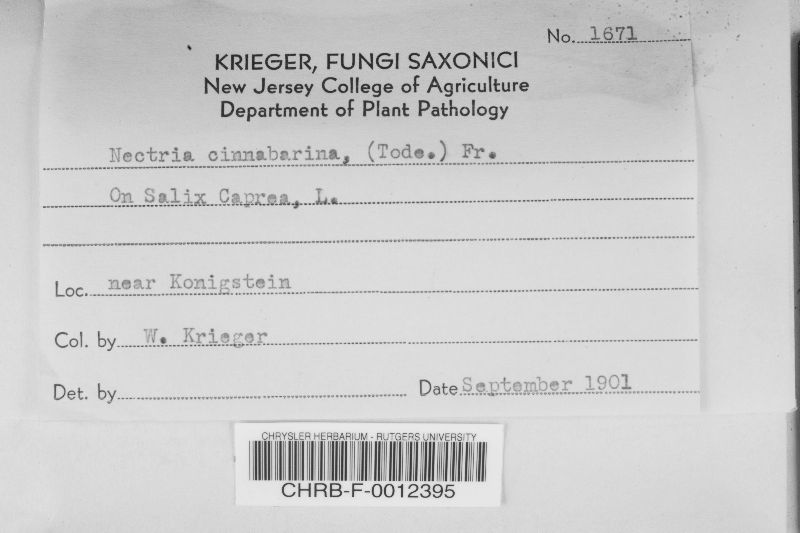 No. 1671
KRIEGER, FUNGI SAXONICI
New Jersey College of Agriculture
Department of Plant Pathology
Nectria cinnabarina, (Tode.) Fr.
On Salix Caprea, L.
Loc. near Konigstein
Col. by W. Krieger
Det. by
Date September 1901
CHRYSLER HERBARIUM - RUTGERS UNIVERSITY
CHRB-F-0012395